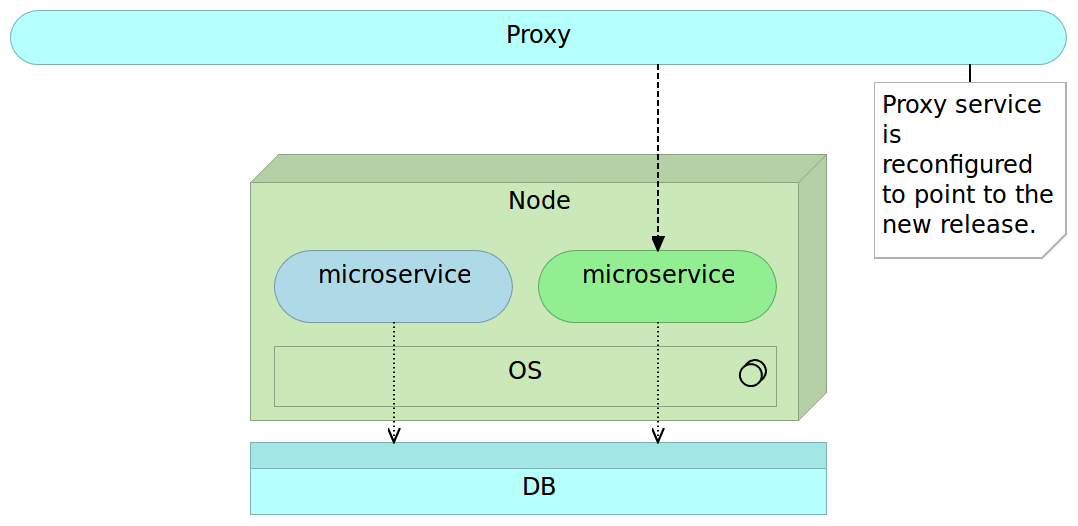 Proxy
Proxy service
is
reconfigured
to point to the
new release.
Node
microservice
microservice
OS
DB